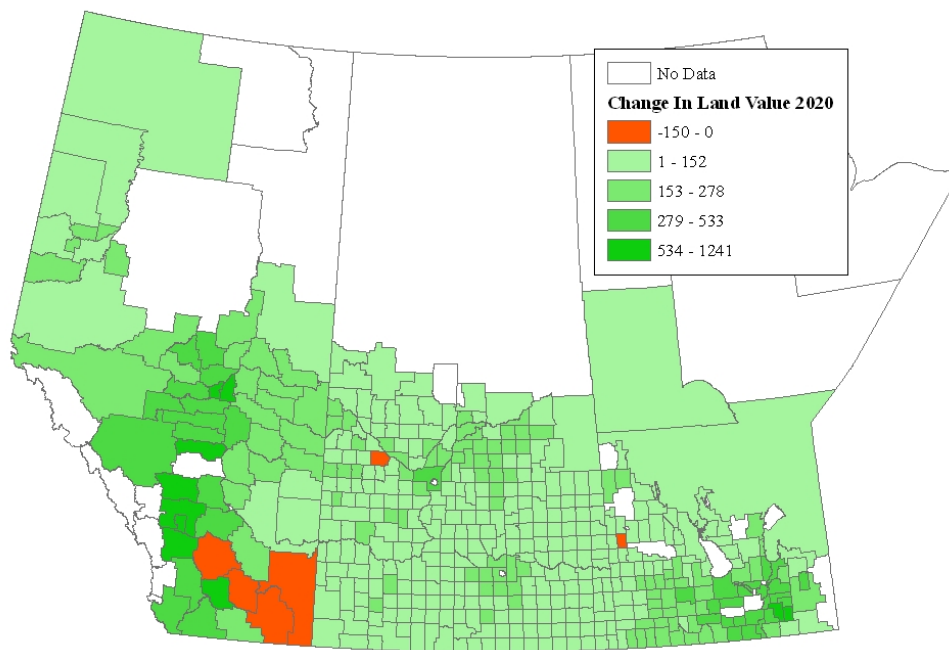 No Data
Change In Land Value 2020
-150 - 0
1 - 152
153 - 278
279 - 533
534 - 1241